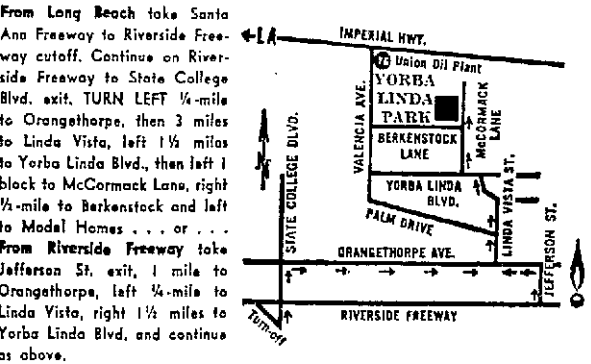 From Long Beach take Santa
Ana Freeway to Riverside Free-
way cutoff. Continue on River-
side Freeway to State College
Blvd. exit, TURN LEFT ¼-mile
to Orangethorpe, then 3 miles
to Linda Vista, left 1½ miles
to Yorba Linda Blvd., then left 1
block to McCormack Lane, right
½-mile to Berkenstock and left
to Model Homes . . . or . . .
From Riverside Freeway take
Jefferson St. exit, 1 mile to
Orangethorpe, left ¼-mile to
Linda Vista, right 1½ miles to
Yorba Linda Blvd. and continue
as above.
LA
IMPERIAL HWY.
76 Union Oil Plant
YORBA
LINDA
PARK
VALENCIA AVE.
McCORMACK
LANE
BERKENSTOCK
LANE
YORBA LINDA
BLVD.
PALM DRIVE
LINDA VISTA ST.
STATE COLLEGE BLVD.
N
ORANGETHORPE AVE.
JEFFERSON ST.
RIVERSIDE FREEWAY
Turn-off